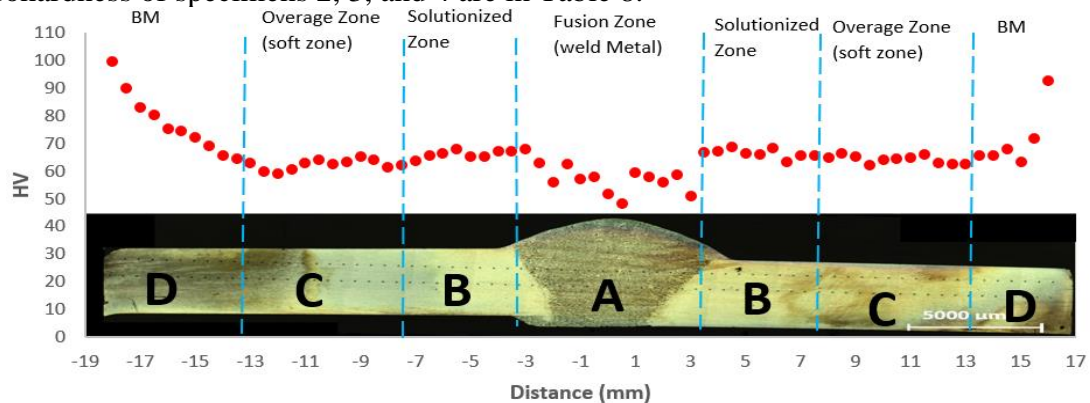 BM
Overage Zone
(soft zone)
Solutionized
Zone
Fusion Zone
(weld Metal)
Solutionized
Zone
Overage Zone
(soft zone)
BM
110
100
90
80
70
60
50
40
30
20
10
0
HV
D C B A B C D
5000 µm
-19 -17 -15 -13 -11 -9 -7 -5 -3 -1 1 3 5 7 9 11 13 15 17
Distance (mm)